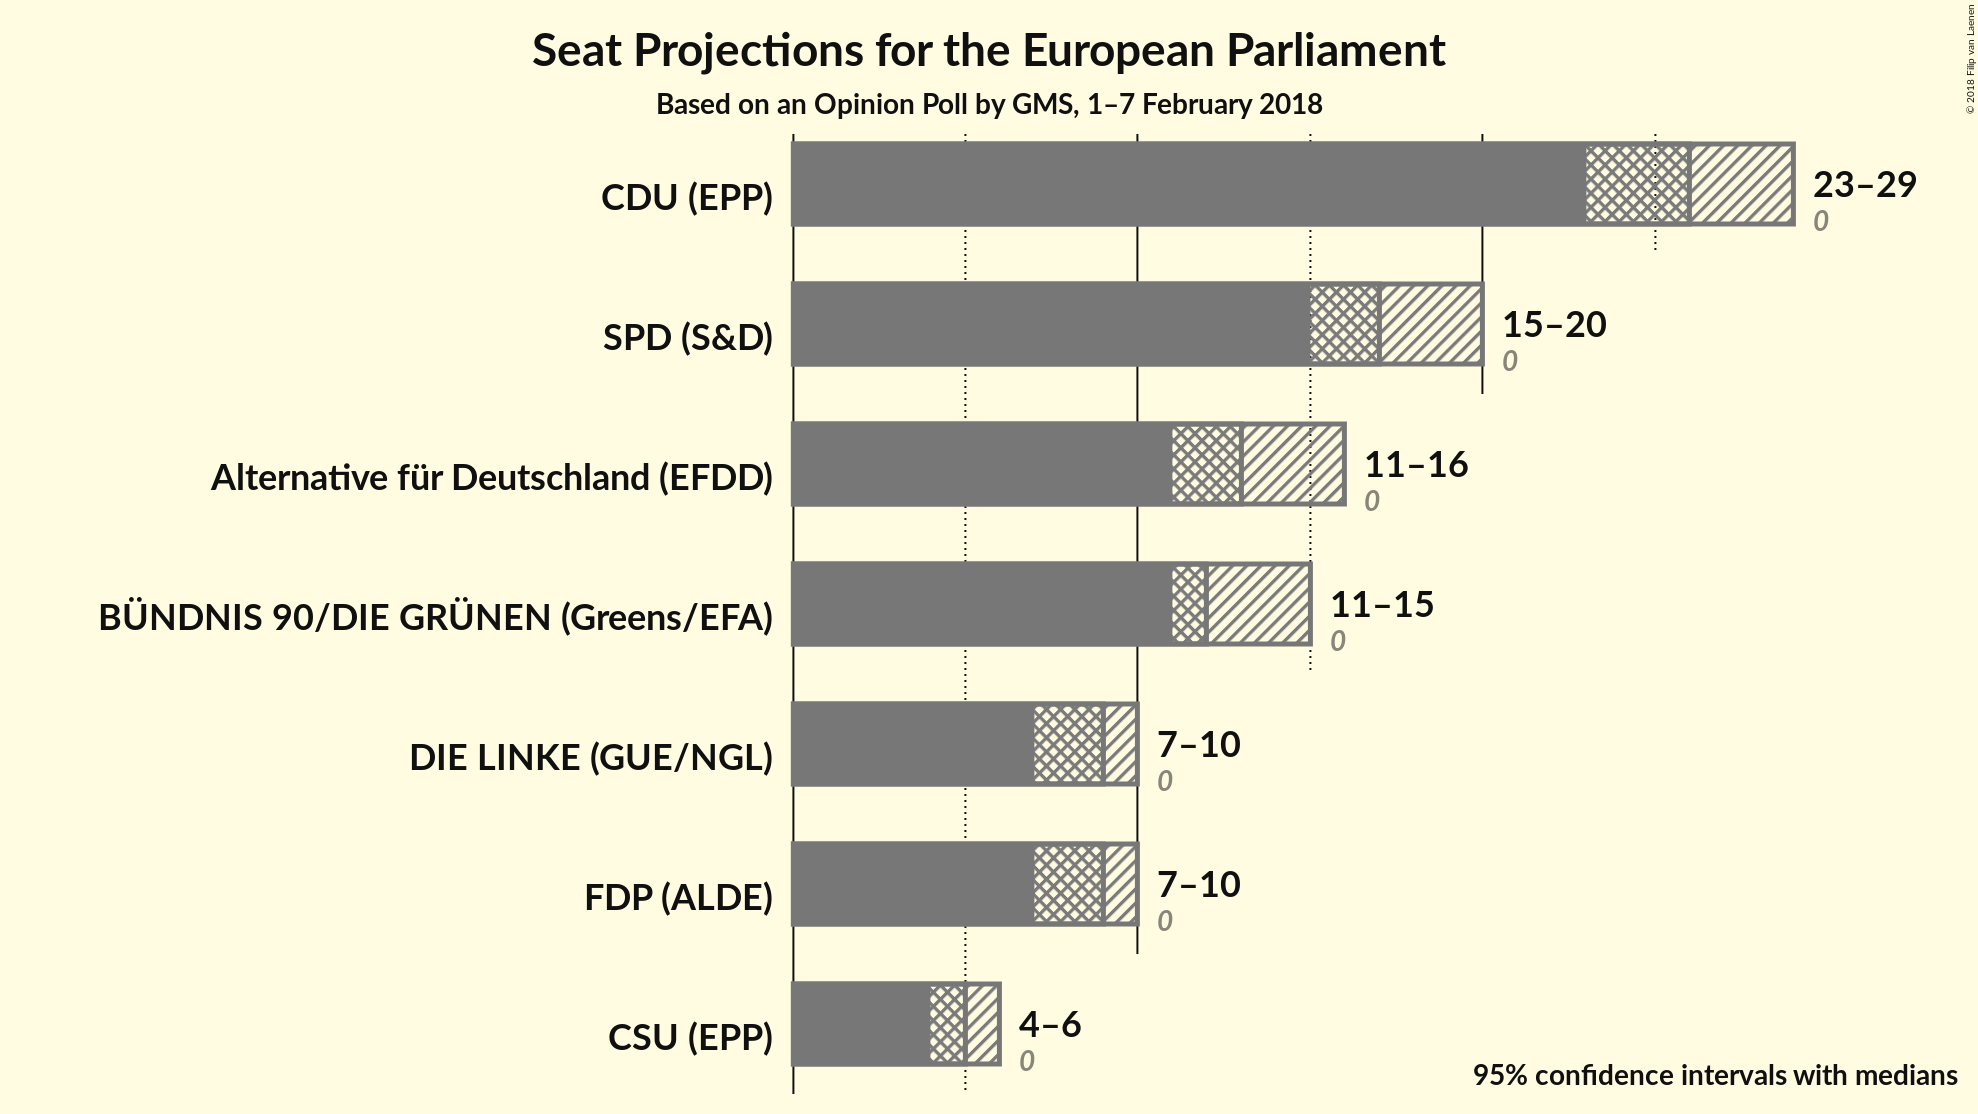 Seat Projections for the European Parliament
Based on an Opinion Poll by GMS, 1–7 February 2018
© 2018 Filip van Laenen
CDU (EPP)
23–29
0
SPD (S&D)
15–20
0
Alternative für Deutschland (EFDD)
11–16
0
BÜNDNIS 90/DIE GRÜNEN (Greens/EFA)
11–15
0
DIE LINKE (GUE/NGL)
7–10
0
FDP (ALDE)
7–10
0
CSU (EPP)
4–6
0
95% confidence intervals with medians